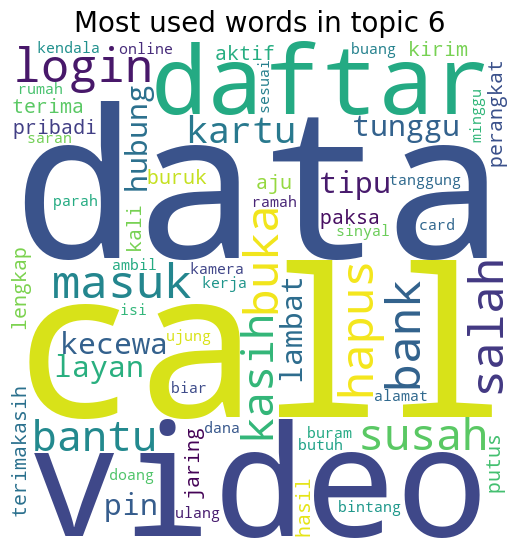 Most used words in topic 6
kendala
online
aktif
buang
kirim
login
daftar
rumah
terima
sesuai
minggu
perangkat
pribadi
hubung
kartu
tunggu
saran
data
buruk
aju
tipu
tanggung
parah
kali
ramah
paksa
sinyal
card
lengkap
ambil
kamera
buka
masuk
kerja
lambat
hapus
bank
salah
isi
call
kecewa
ujung
kasih
layan
biar
alamat
bantu
jaring
dana
buram
butuh
susah
putus
terimakasih
doang
video
pin
ulang
hasil
bintang